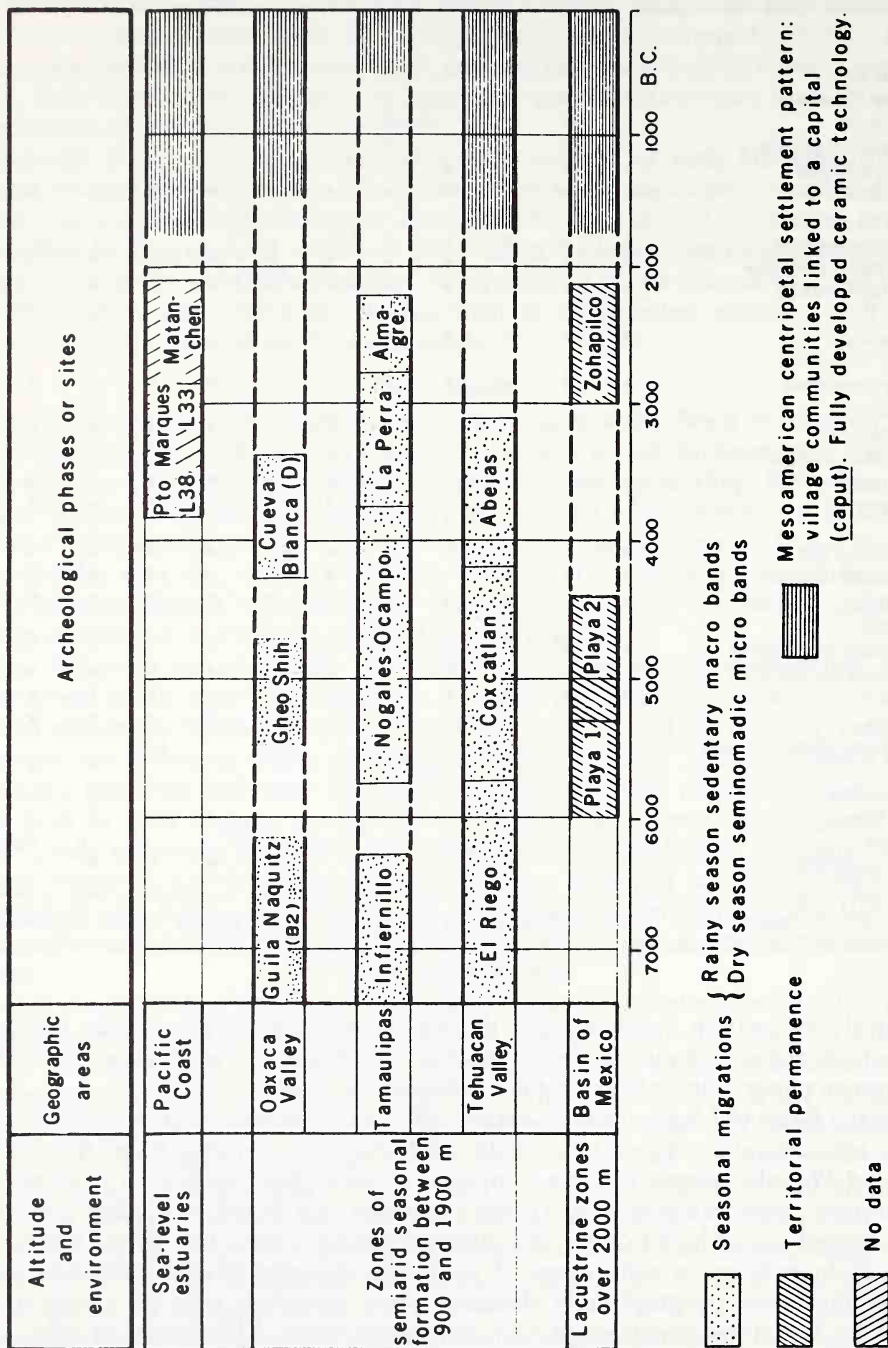 Altitude
and
environment
Geographic
areas
Archeological phases or sites
Sea-level
estuaries
Pacific
Coast
Pto Marques
L38
L33
Matan-
chen
Zones of
semiarid seasonal
formation between
900 and 1900 m
Oaxaca
Valley
Guila Naquitz
(B2)
Gheo Shih
Cueva
Blanca (D)
Tamaulipas
Infiernillo
Nogales-Ocampo
La Perra
Alma-
gre
Tehuacan
Valley
El Riego
Coxcatlan
Abejas
Lacustrine zones
over 2000 m
Basin of
Mexico
Playa 1
Playa 2
Zohapilco
7000
6000
5000
4000
3000
2000
1000
B.C.
Seasonal migrations { Rainy season sedentary macro bands
Dry season seminomadic micro bands
Territorial permanence
No data
Mesoamerican centripetal settlement pattern:
village communities linked to a capital
(caput). Fully developed ceramic technology.